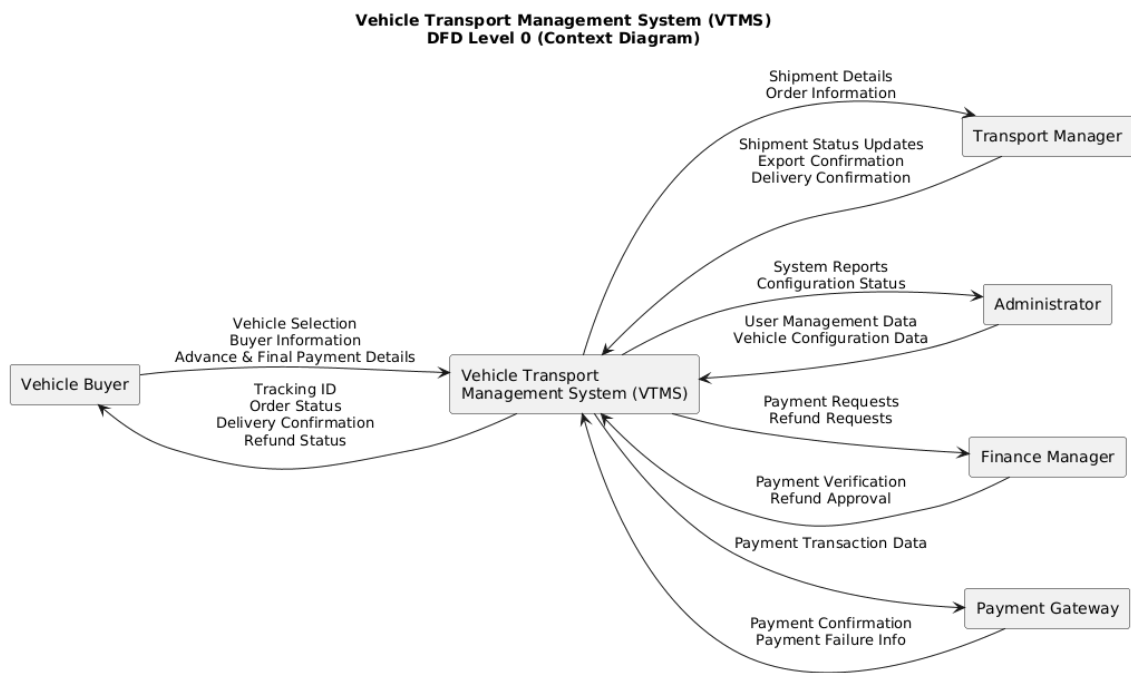 Vehicle Transport Management System (VTMS)
DFD Level 0 (Context Diagram)
Shipment Details
Order Information
Transport Manager
Shipment Status Updates
Export Confirmation
Delivery Confirmation
System Reports
Configuration Status
Administrator
User Management Data
Vehicle Configuration Data
Vehicle Selection
Buyer Information
Advance & Final Payment Details
Vehicle Buyer
Vehicle Transport
Management System (VTMS)
Tracking ID
Order Status
Delivery Confirmation
Refund Status
Payment Requests
Refund Requests
Finance Manager
Payment Verification
Refund Approval
Payment Transaction Data
Payment Gateway
Payment Confirmation
Payment Failure Info